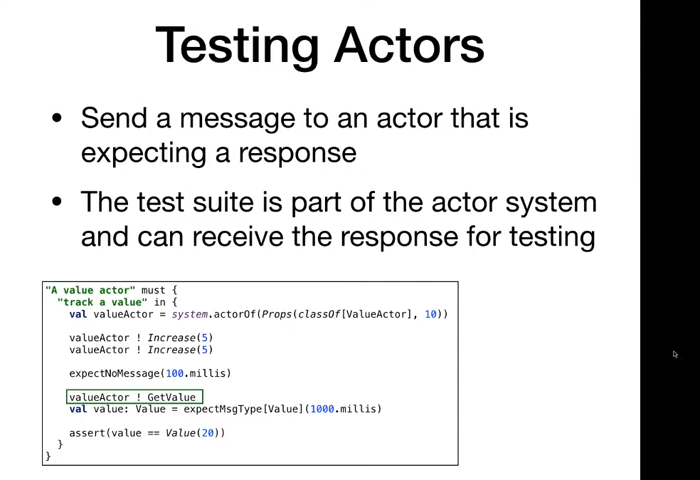 Testing Actors
• Send a message to an actor that is
expecting a response
• The test suite is part of the actor system
and can receive the response for testing
"A value actor" must {
"track a value" in {
val valueActor = system.actorOf(Props(classOf[ValueActor], 10))
valueActor ! Increase(5)
valueActor ! Increase(5)
expectNoMessage(100.millis)
valueActor ! GetValue
val value: Value = expectMsgType[Value](1000.millis)
assert(value == Value(20))
}
}